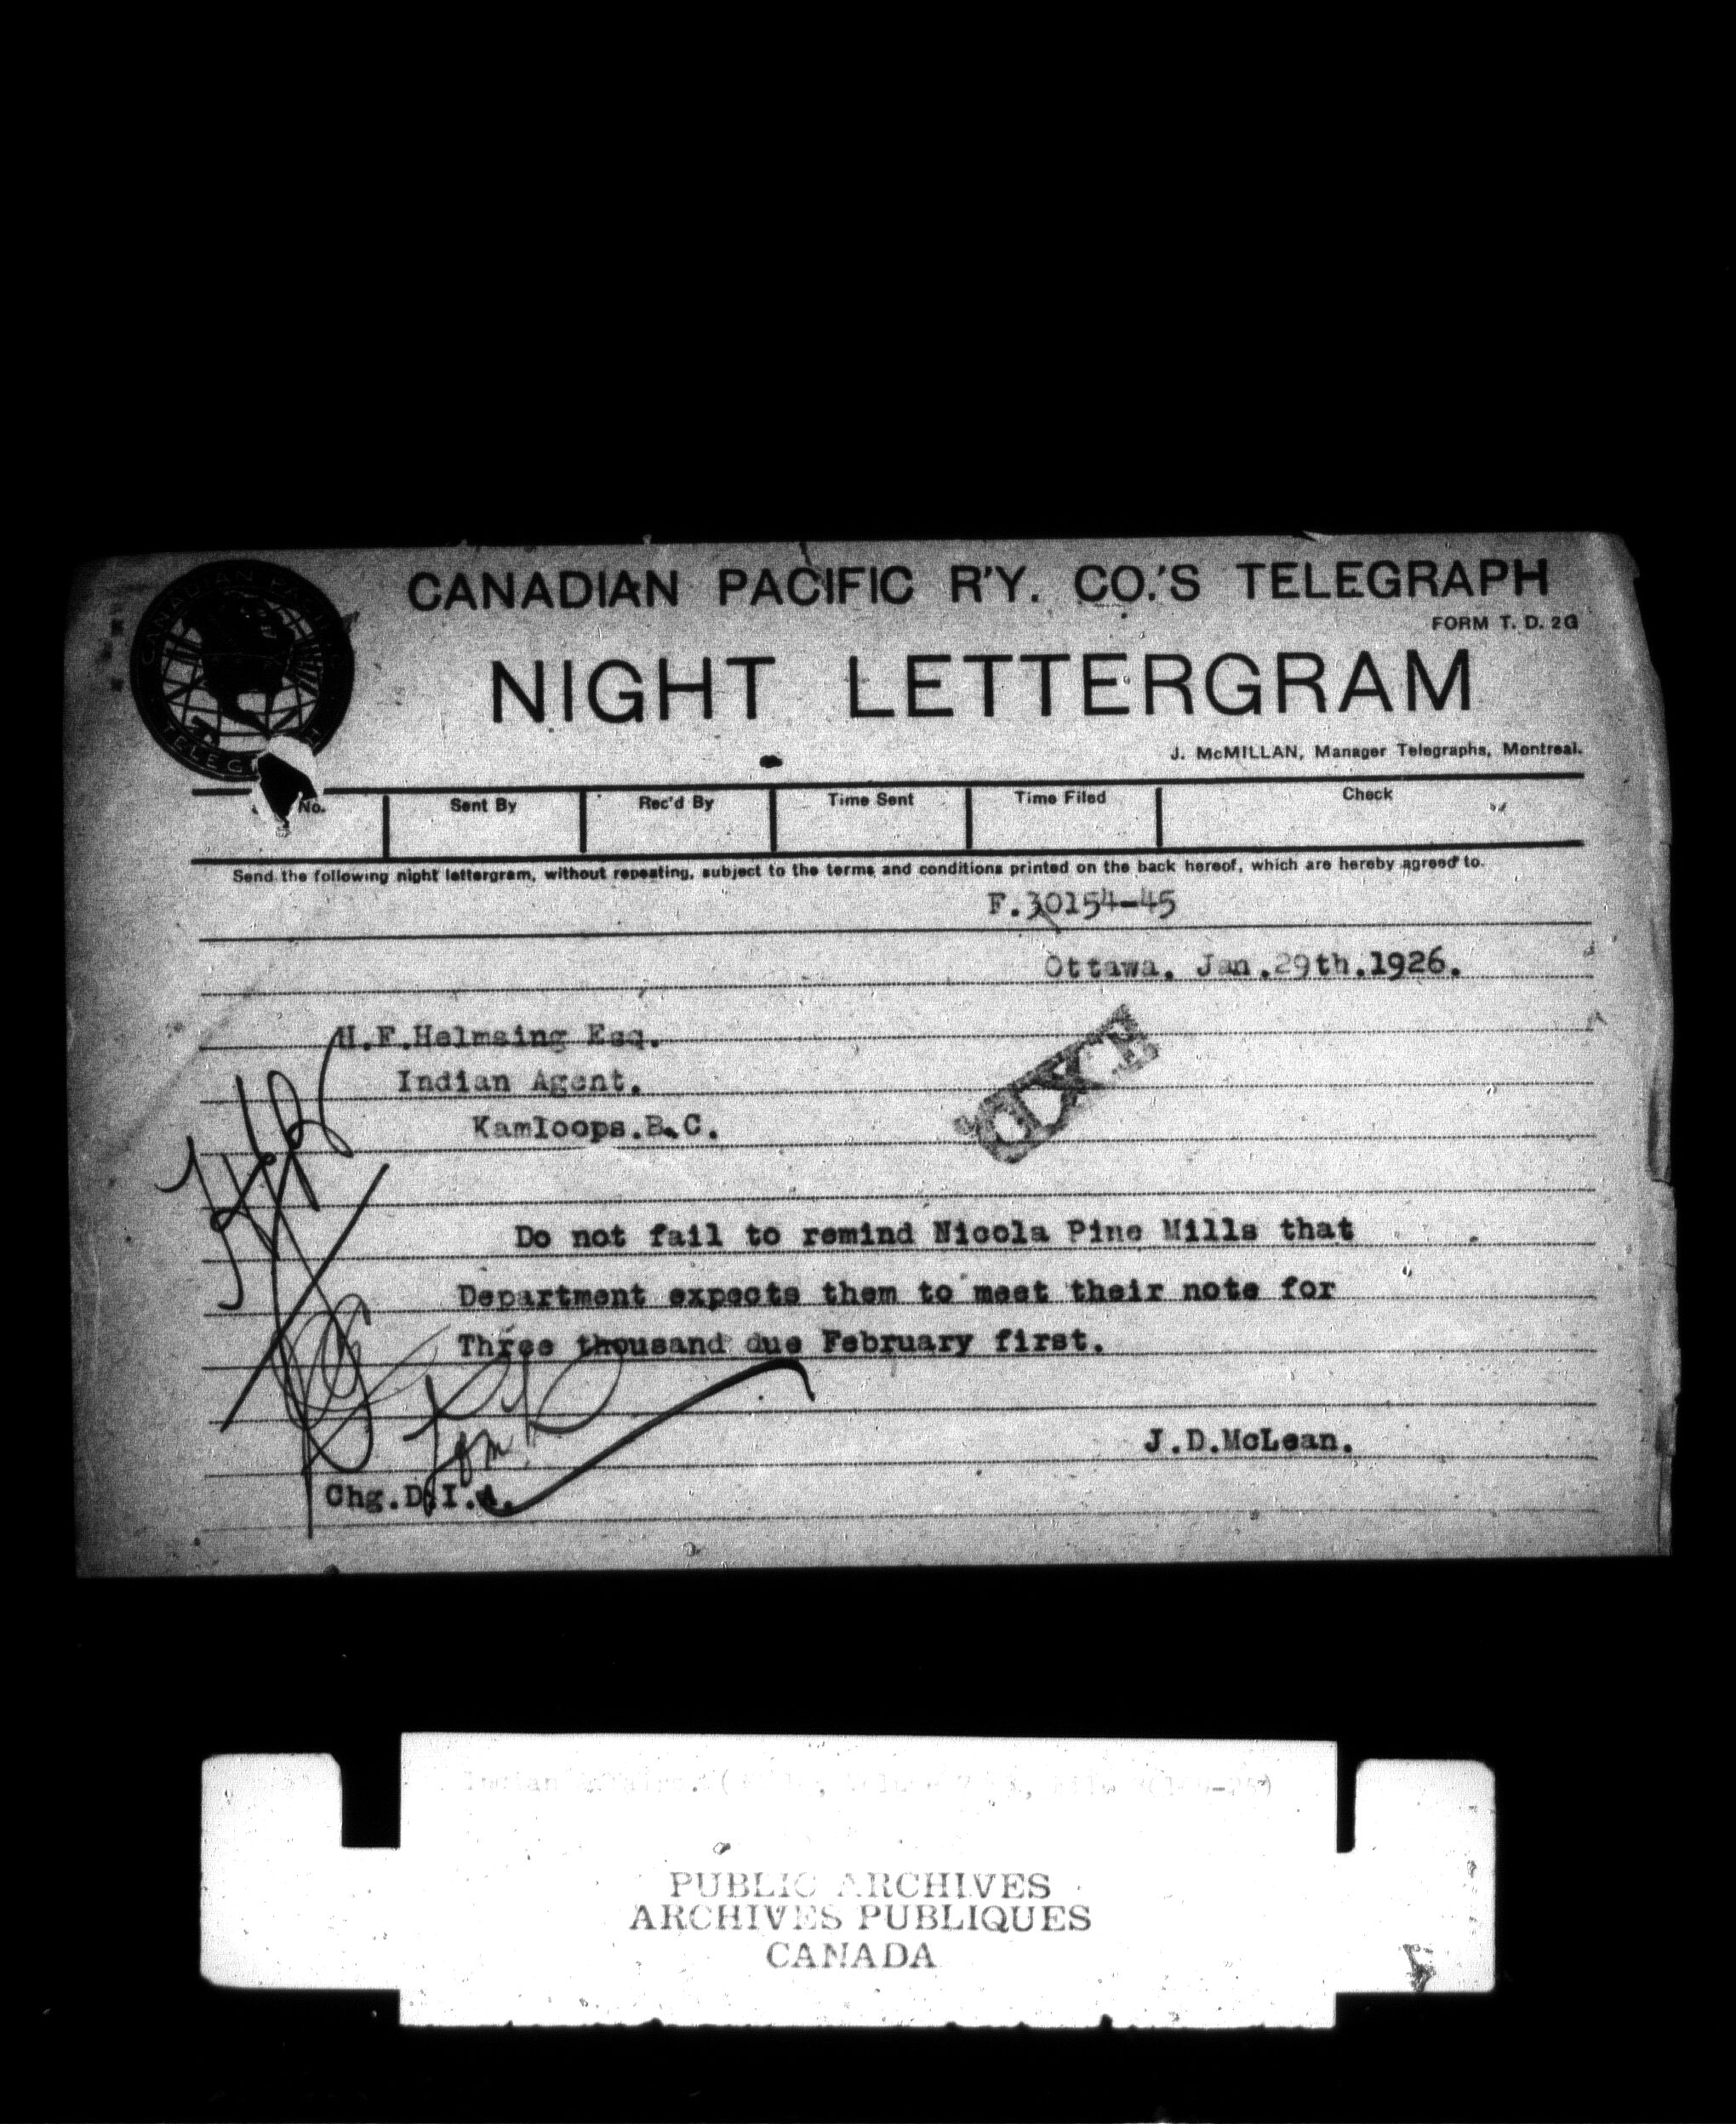 CANADIAN PACIFIC R'Y. CO.'S TELEGRAPH
FORM T. D. 2G
NIGHT LETTERGRAM
J. McMILLAN, Manager Telegraphs, Montreal.
No. Sent By Rec'd By Time Sent Time Filed Check
Send the following night lettergram, without repeating, subject to the terms and conditions printed on the back hereof, which are hereby agreed to.
F.30154-45
Ottawa. Jan.29th.1926.
H.F.Helmsing Esq.
Indian Agent.
Kamloops.B.C.
Do not fail to remind Nicola Pine Mills that
Department expects them to meet their note for
Three thousand due February first.
J.D.McLean.
Chg.D.I.A.
Indian Affairs.
PUBLIC ARCHIVES
ARCHIVES PUBLIQUES
CANADA